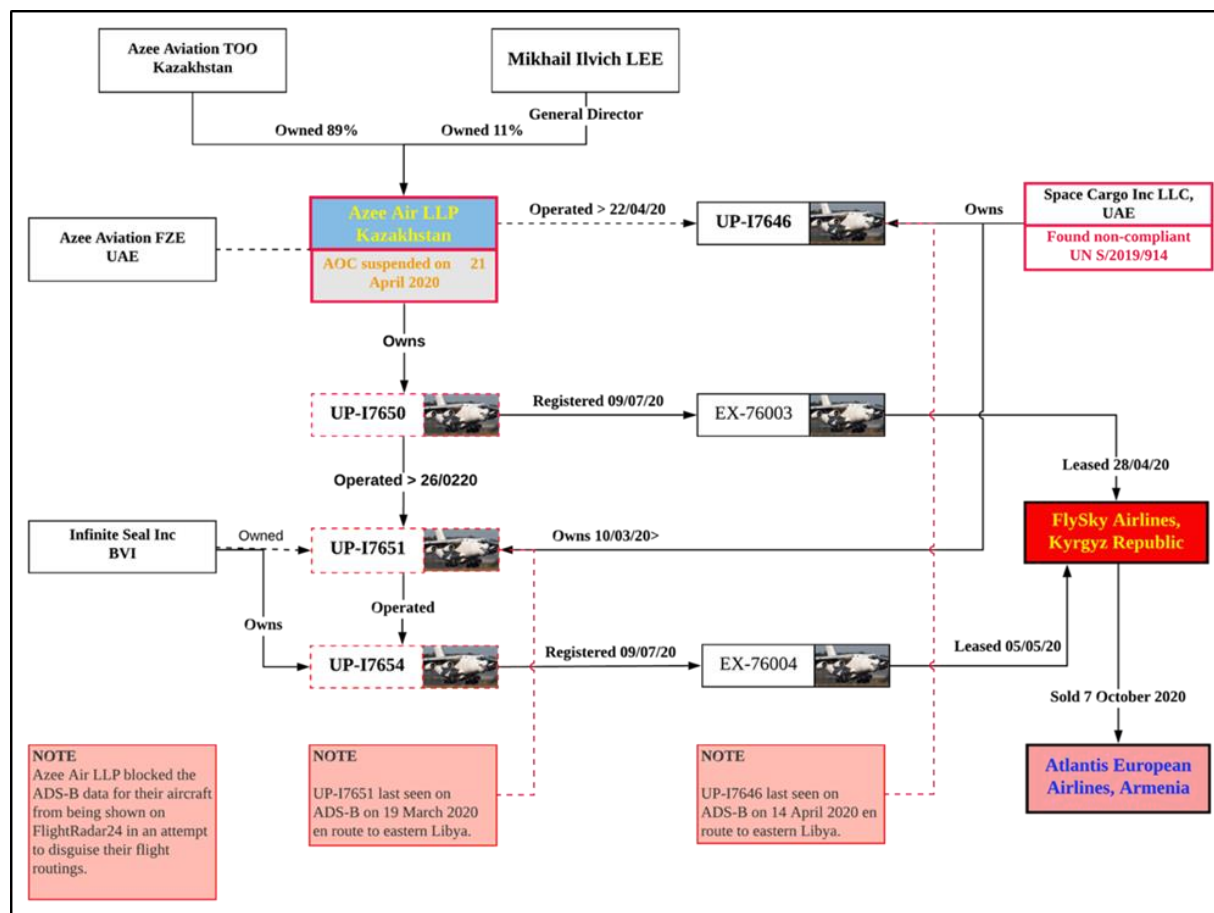 Azee Aviation TOO
Kazakhstan
Mikhail Ilvich LEE
General Director
Owned 89%
Owned 11%
Azee Air LLP
Kazakhstan
AOC suspended on 21
April 2020
Operated > 22/04/20
UP-I7646
Owns
Space Cargo Inc LLC,
UAE
Found non-compliant
UN S/2019/914
Azee Aviation FZE
UAE
Owns
UP-I7650
Registered 09/07/20
EX-76003
Leased 28/04/20
Operated > 26/0220
Infinite Seal Inc
BVI
Owned
UP-I7651
Owns 10/03/20>
FlySky Airlines,
Kyrgyz Republic
Operated
Owns
UP-I7654
Registered 09/07/20
EX-76004
Leased 05/05/20
Sold 7 October 2020
Atlantis European
Airlines, Armenia
NOTE
Azee Air LLP blocked the
ADS-B data for their aircraft
from being shown on
FlightRadar24 in an attempt
to disguise their flight
routings.
NOTE
UP-I7651 last seen on
ADS-B on 19 March 2020
en route to eastern Libya.
NOTE
UP-I7646 last seen on
ADS-B on 14 April 2020 en
route to eastern Libya.